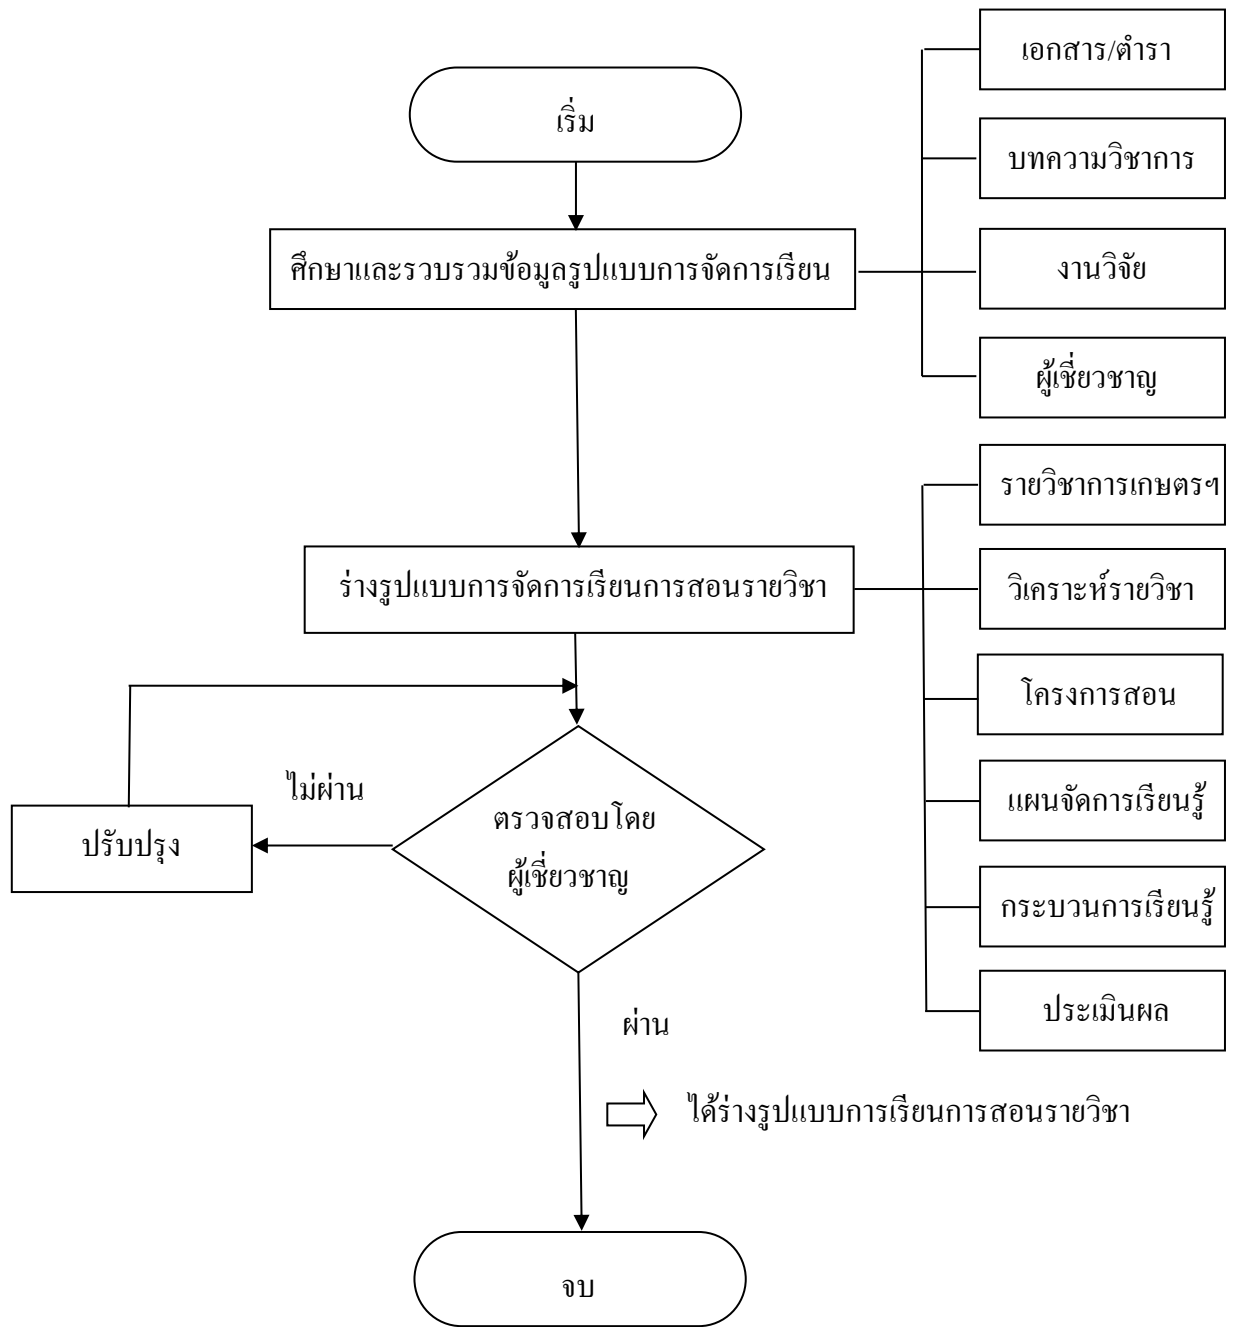 เริ่ม
ศึกษาและรวบรวมข้อมูลรูปแบบการจัดการเรียน
เอกสาร/ตำรา
บทความวิชาการ
งานวิจัย
ผู้เชี่ยวชาญ
ร่างรูปแบบการจัดการเรียนการสอนรายวิชา
รายวิชาการเกษตรฯ
วิเคราะห์รายวิชา
โครงการสอน
แผนจัดการเรียนรู้
กระบวนการเรียนรู้
ประเมินผล
ตรวจสอบโดย
ผู้เชี่ยวชาญ
ไม่ผ่าน
ปรับปรุง
ผ่าน
ได้ร่างรูปแบบการเรียนการสอนรายวิชา
จบ